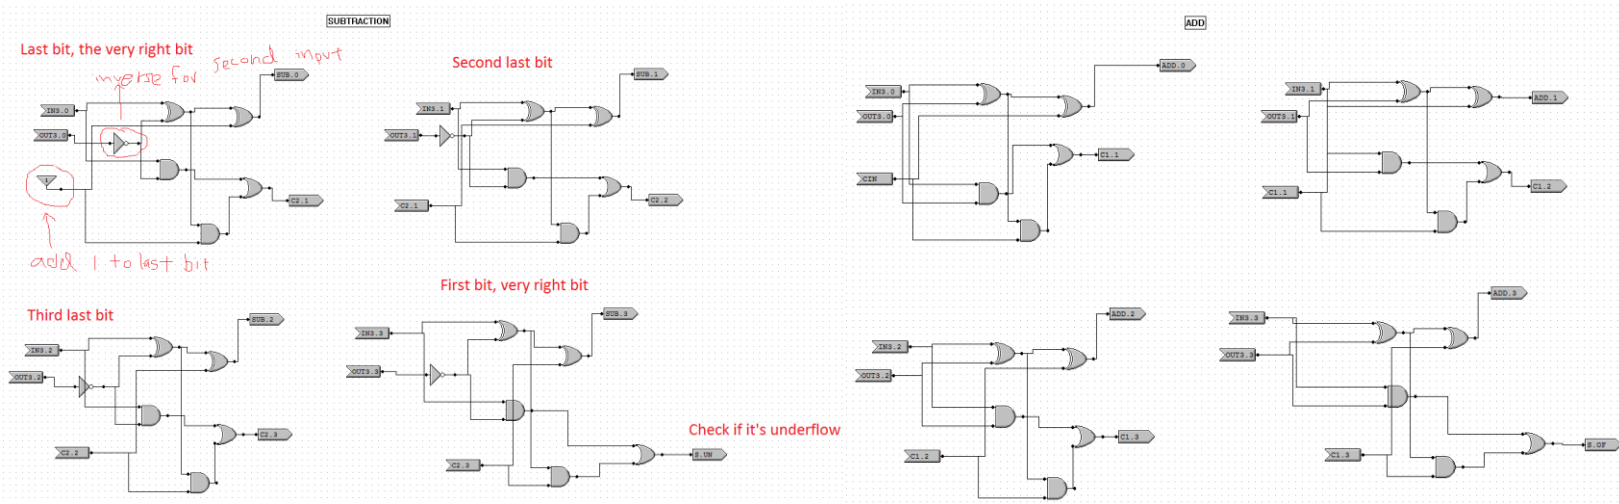 SUBTRACTION
Last bit, the very right bit
inverse for second input
SUB.0
IN3.0
OUT3.0
1
C2.1
add 1 to last bit
Second last bit
SUB.1
IN3.1
OUT3.1
C2.1
C2.2
Third last bit
SUB.2
IN3.2
OUT3.2
C2.2
C2.3
First bit, very right bit
SUB.3
IN3.3
OUT3.3
C2.3
Check if it's underflow
S.UN
ADD
ADD.0
IN3.0
OUT3.0
CIN
C1.1
IN3.1
OUT3.1
ADD.1
C1.1
C1.2
ADD.2
IN3.2
OUT3.2
C1.2
C1.3
ADD.3
IN3.3
OUT3.3
C1.3
S.OF